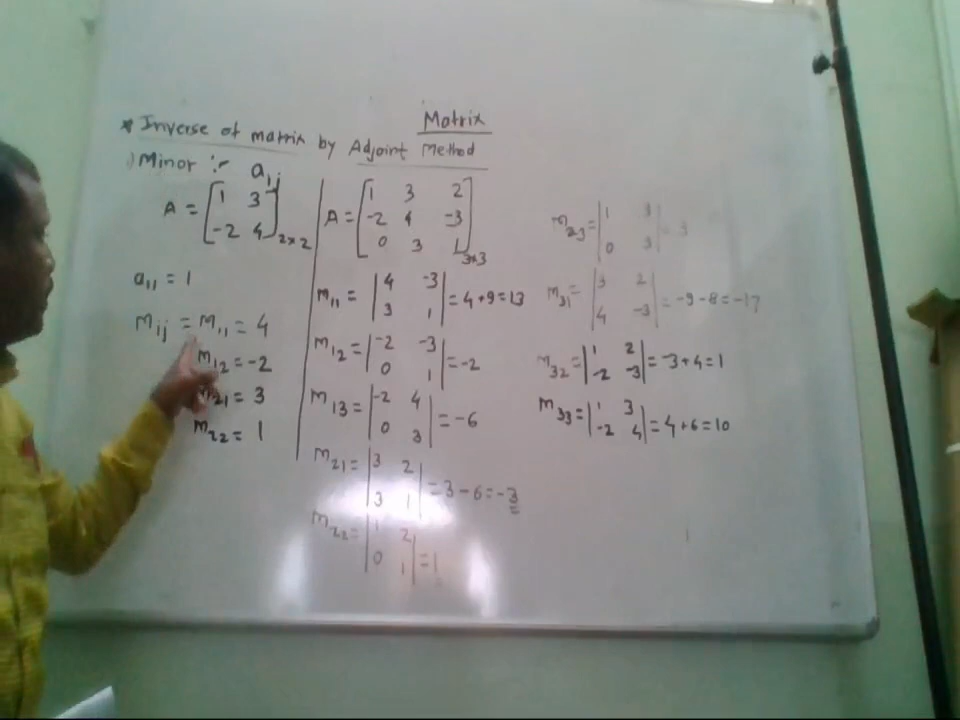 Matrix
* Inverse of matrix by Adjoint Method
1) Minor :- aij
A = [ 1 3
-2 4 ] 2×2
a11 = 1
Mij = M11 = 4
M12 = -2
M21 = 3
M22 = 1
A = [ 1 3 2
-2 4 -3
0 3 1 ] 3×3
M11 = | 4 -3
3 1 | = 4+9=13
M12 = | -2 -3
0 1 | = -2
M13 = | -2 4
0 3 | = -6
M21 = | 3 2
3 1 | = 3-6=-3
M22 = | 1 2
0 1 | = 1
M23 = | 1 3
0 3 | = 3
M31 = | 3 2
4 -3 | = -9-8=-17
M32 = | 1 2
-2 -3 | = -3+4=1
M33 = | 1 3
-2 4 | = 4+6=10